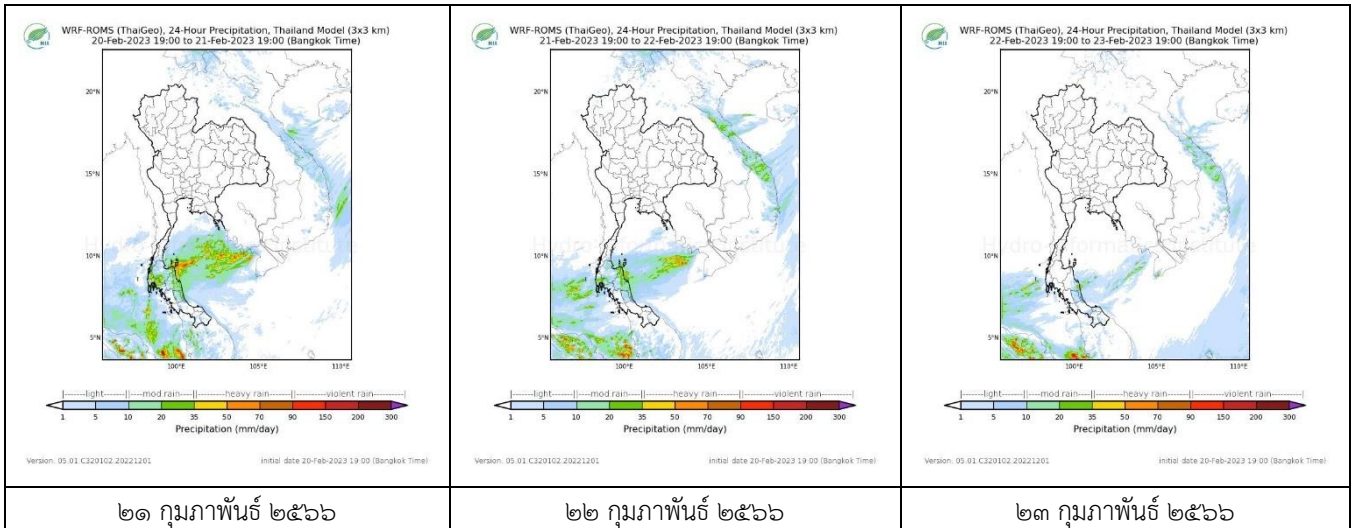 WRF-ROMS (ThaiGeo), 24-Hour Precipitation, Thailand Model (3x3 km)
20-Feb-2023 19:00 to 21-Feb-2023 19:00 (Bangkok Time)
HII
20°N
15°N
10°N
5°N
100°E
105°E
110°E
|------light------||----mod rain----||------heavy rain------||------violent rain------|
1 5 10 20 35 50 70 90 150 200 300
Precipitation (mm/day)
Version: 05.01.C320102.20221201
initial date 20-Feb-2023 19:00 (Bangkok Time)
๒๑ กุมภาพันธ์ ๒๕๖๖
WRF-ROMS (ThaiGeo), 24-Hour Precipitation, Thailand Model (3x3 km)
21-Feb-2023 19:00 to 22-Feb-2023 19:00 (Bangkok Time)
HII
20°N
15°N
10°N
5°N
100°E
105°E
110°E
|------light------||----mod rain----||------heavy rain------||------violent rain------|
1 5 10 20 35 50 70 90 150 200 300
Precipitation (mm/day)
Version: 05.01.C320102.20221201
initial date 20-Feb-2023 19:00 (Bangkok Time)
๒๒ กุมภาพันธ์ ๒๕๖๖
WRF-ROMS (ThaiGeo), 24-Hour Precipitation, Thailand Model (3x3 km)
22-Feb-2023 19:00 to 23-Feb-2023 19:00 (Bangkok Time)
HII
20°N
15°N
10°N
5°N
100°E
105°E
110°E
|------light------||----mod rain----||------heavy rain------||------violent rain------|
1 5 10 20 35 50 70 90 150 200 300
Precipitation (mm/day)
Version: 05.01.C320102.20221201
initial date 20-Feb-2023 19:00 (Bangkok Time)
๒๓ กุมภาพันธ์ ๒๕๖๖